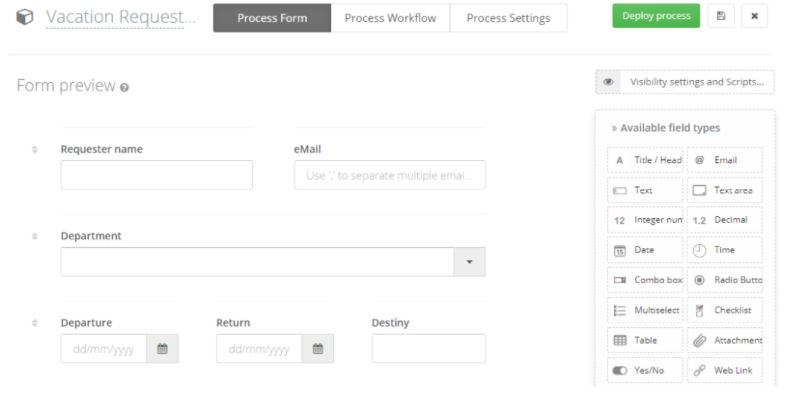 Vacation Request...
Process Form
Process Workflow
Process Settings
Deploy process
Form preview
Visibility settings and Scripts...
» Available field types
Requester name
eMail
Use ',' to separate multiple emai...
Department
Departure
Return
Destiny
dd/mm/yyyy
dd/mm/yyyy
A Title / Head
@ Email
Text
Text area
12 Integer num
1.2 Decimal
15 Date
Time
Combo box
Radio Butto
Multiselect
Checklist
Table
Attachment
Yes/No
Web Link